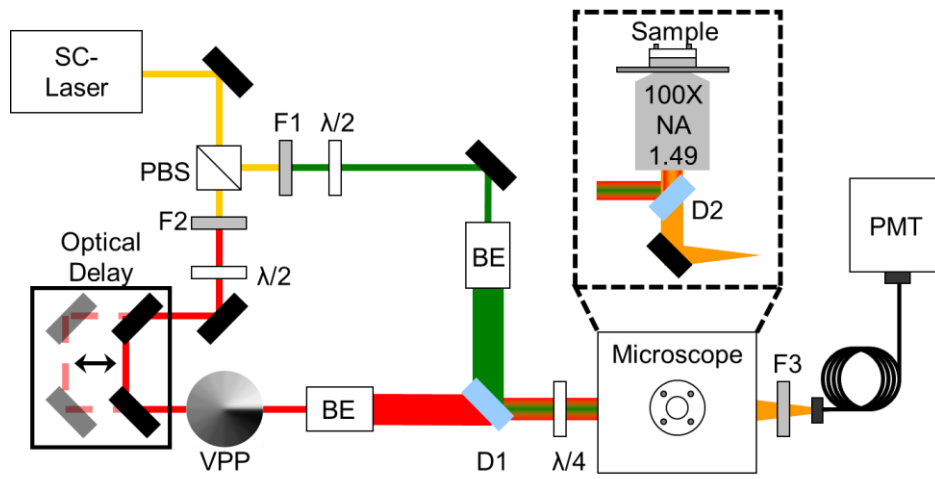 SC-
Laser
PBS
F1
λ/2
F2
λ/2
Optical
Delay
VPP
BE
BE
D1
λ/4
Sample
100X
NA
1.49
D2
Microscope
F3
PMT